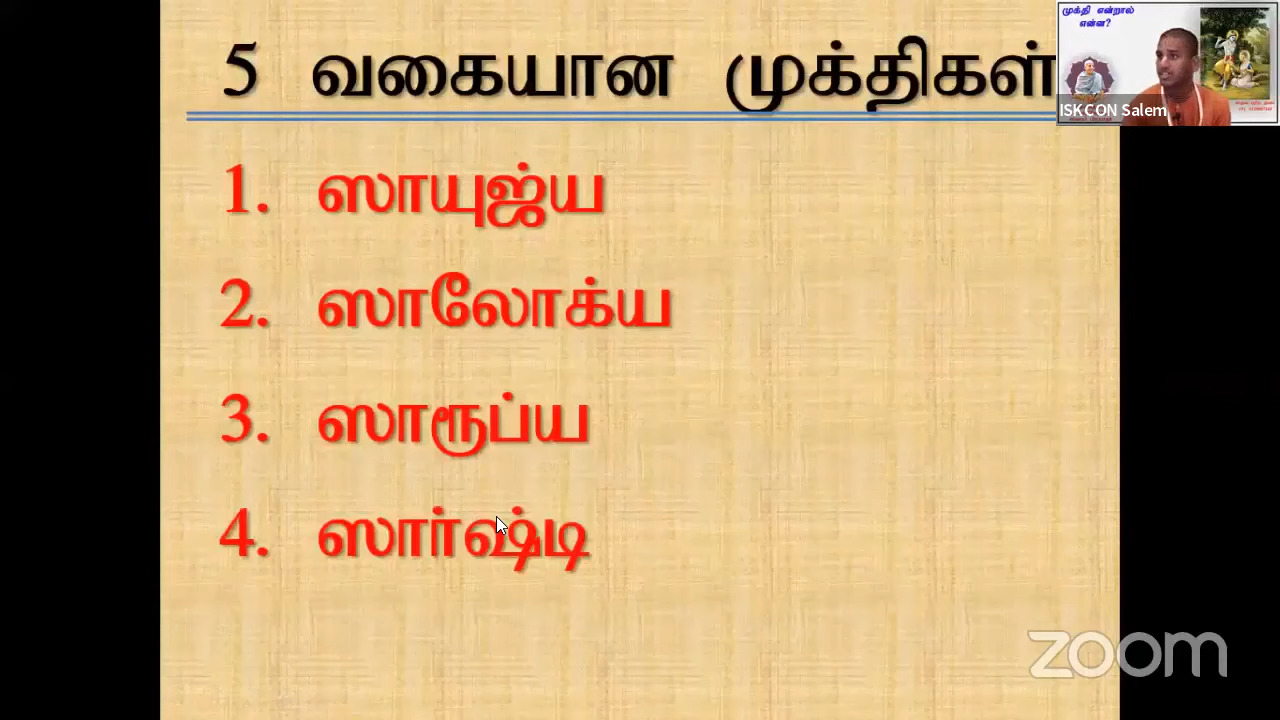 5 வகையான முக்திகள்
1. ஸாயுஜ்ய
2. ஸாலோக்ய
3. ஸாரூப்ய
4. ஸார்ஷ்டி
முக்தி என்றால்
என்ன?
ISKCON Salem
zoom